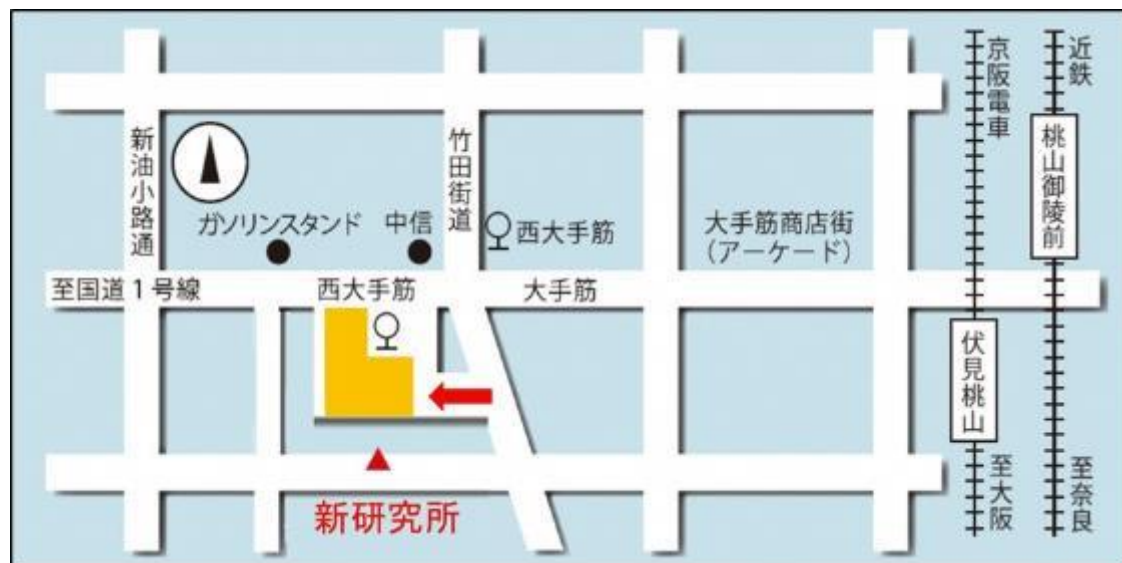 新油小路通
ガソリンスタンド
中信
竹田街道
西大手筋
大手筋商店街
(アーケード)
京阪電車
近鉄
桃山御陵前
至国道1号線
西大手筋
大手筋
伏見桃山
至大阪
至奈良
新研究所